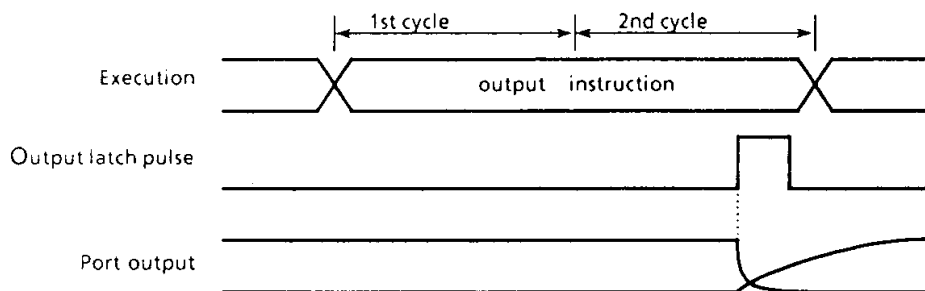 1st cycle
2nd cycle
Execution
output instruction
Output latch pulse
Port output